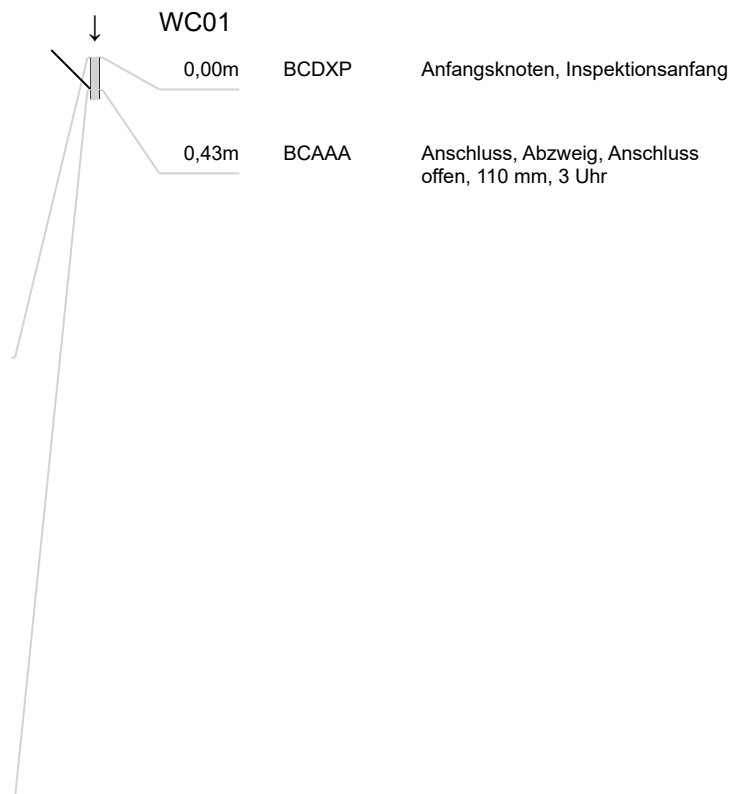 WC01
0,00m BCDXP Anfangsknoten, Inspektionsanfang
0,43m BCAAA Anschluss, Abzweig, Anschluss
offen, 110 mm, 3 Uhr